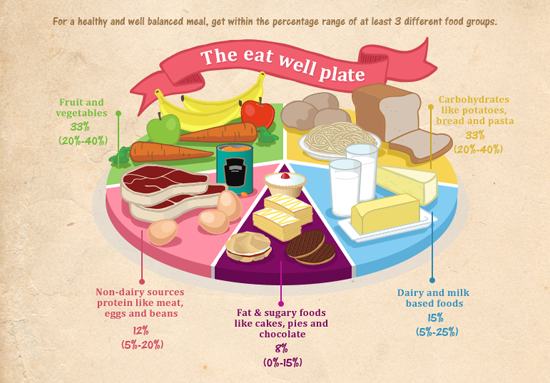 For a healthy and well balanced meal, get within the percentage range of at least 3 different food groups.
The eat well plate
Fruit and
vegetables
33%
(20%-40%)
Carbohydrates
like potatoes,
bread and pasta
33%
(20%-40%)
Non-dairy sources
protein like meat,
eggs and beans
12%
(5%-20%)
Fat & sugary foods
like cakes, pies and
chocolate
8%
(0%-15%)
Dairy and milk
based foods
15%
(5%-25%)